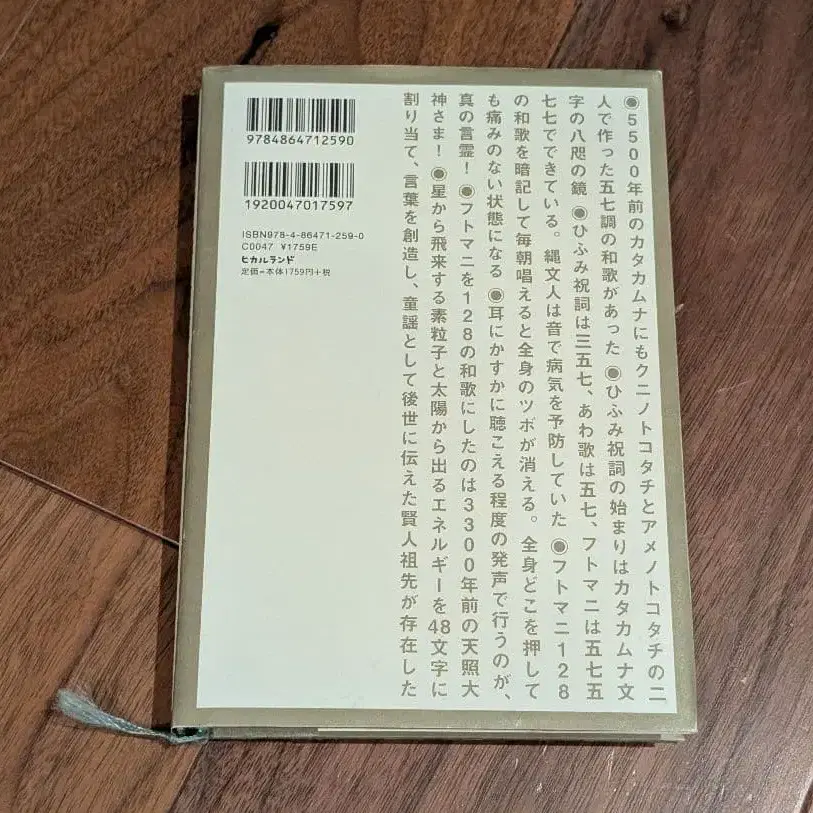 ◉5500年前のカタカムナにもクニノトコタチとアメノトコタチの二
人で作った五七調の和歌があった ◉ひふみ祝詞の始まりはカタカムナ文
字の八咫の鏡 ◉ひふみ祝詞は三五七、あわ歌は五七、フトマニは五七五
七七でできている。縄文人は音で病気を予防していた ◉フトマニ128
の和歌を暗記して毎朝唱えると全身のツボが消える。全身どこを押して
も痛みのない状態になる ◉耳にかすかに聴こえる程度の発声で行うのが、
真の言霊！ ◉フトマニを128の和歌にしたのは3300年前の天照大
神さま！ ◉星から飛来する素粒子と太陽から出るエネルギーを48文字に
割り当て、言葉を創造し、童謡として後世に伝えた賢人祖先が存在した
9784864712590
1920047017597
ISBN978-4-86471-259-0
C0047 ¥1759E
ヒカルランド
定価=本体1759円+税